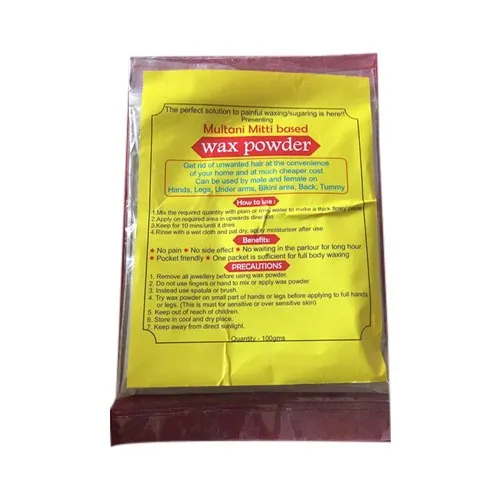 The perfect solution to painful waxing/sugaring is here!!
Presenting
Multani Mitti based
wax powder
Get rid of unwanted hair at the convenience
of your home and at much cheaper cost.
Can be used by male and female on
Hands, Legs, Under arms, Bikini area, Back, Tummy
How to use :
1.Mix the required quantity with plain or rose water to make a thick flowy paste
2.Apply on required area in upwards direction
3.Keep for 10 mins/until it dries
4.Rinse with a wet cloth and pat dry, apply moisturiser after use
Benefits:
No pain No side effect No waiting in the parlour for long hour
Pocket friendly One packet is sufficient for full body waxing
PRECAUTIONS
1. Remove all jewellery before using wax powder.
2. Do not use fingers or hand to mix or apply wax powder
3. Instead use spatula or brush.
4. Try wax powder on small part of hands or legs before applying to full hands
or legs. (This is must for sensitive or over sensitive skin)
5. Keep out of reach of children.
6. Store in cool and dry place.
7. Keep away from direct sunlight.
Quantity - 100gms